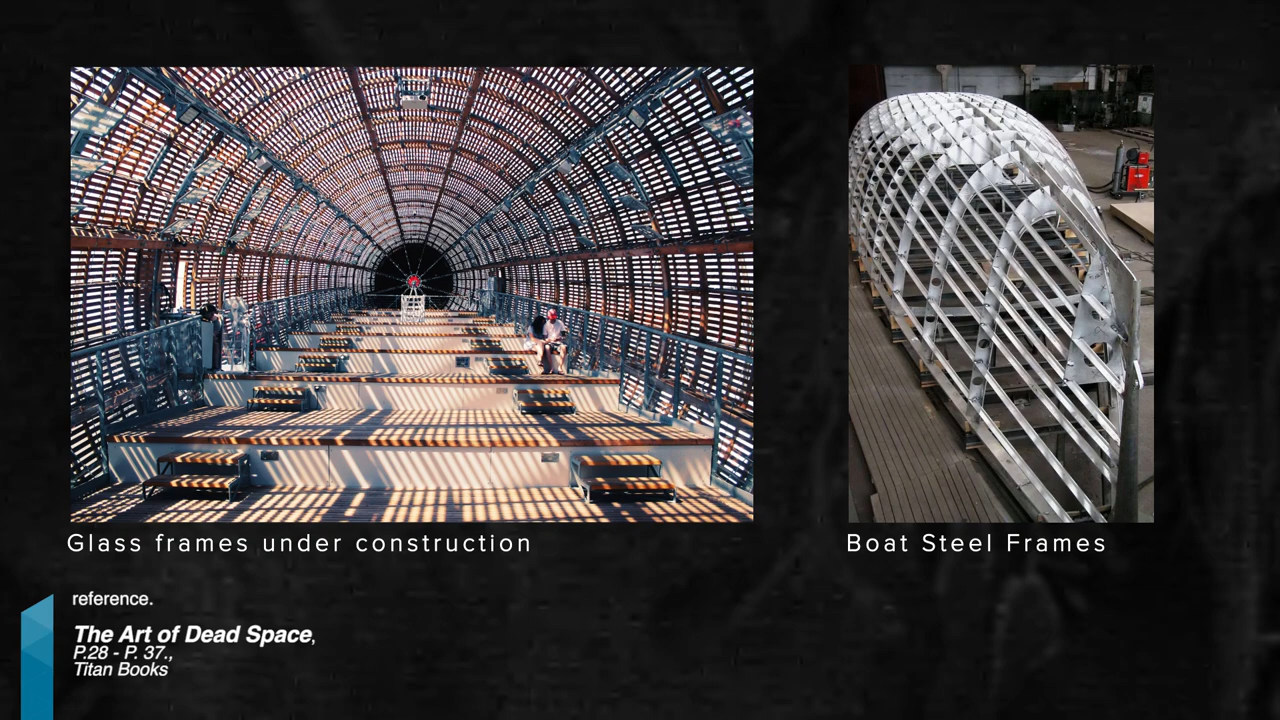 Glass frames under construction
Boat Steel Frames
reference.
The Art of Dead Space,
P.28 - P. 37.,
Titan Books